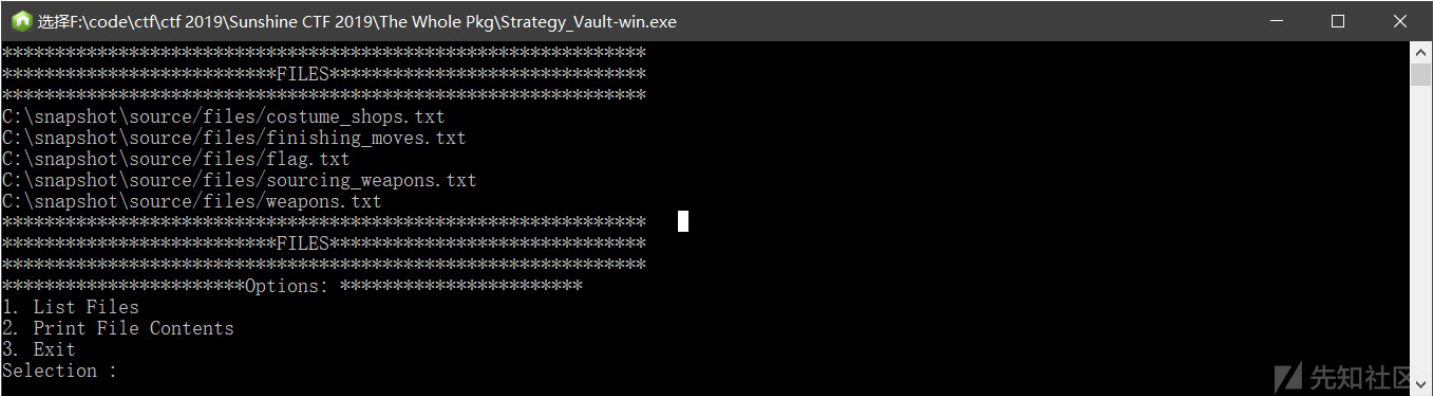 选择F:\code\ctf\ctf 2019\Sunshine CTF 2019\The Whole Pkg\Strategy_Vault-win.exe
*************************************************************
**************************FILES******************************
*************************************************************
C:\snapshot\source/files/costume_shops.txt
C:\snapshot\source/files/finishing_moves.txt
C:\snapshot\source/files/flag.txt
C:\snapshot\source/files/sourcing_weapons.txt
C:\snapshot\source/files/weapons.txt
*************************************************************
**************************FILES******************************
*************************************************************
***********************Options: ***********************
1. List Files
2. Print File Contents
3. Exit
Selection :
先知社区